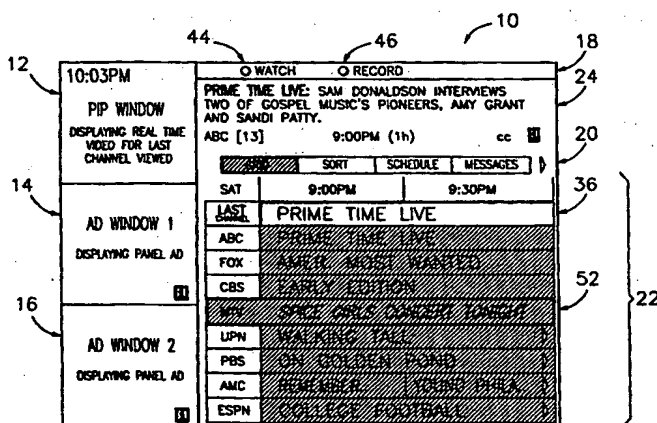 44
46
10
12
10:03PM
WATCH
RECORD
18
PRIME TIME LIVE: SAM DONALDSON INTERVIEWS
TWO OF GOSPEL MUSIC'S PIONEERS, AMY GRANT
AND SANDI PATTY.
24
PIP WINDOW
DISPLAYING REAL TIME
VIDEO FOR LAST
CHANNEL VIEWED
ABC [13]
9:00PM (1h)
cc
GRID
SORT
SCHEDULE
MESSAGES
20
14
SAT
9:00PM
9:30PM
LAST CHANNEL
PRIME TIME LIVE
36
AD WINDOW 1
DISPLAYING PANEL AD
ABC
PRIME TIME LIVE
FOX
AMER. MOST WANTED
CBS
EARLY EDITION
MTV
SPICE GIRLS CONCERT TONIGHT
52
22
16
AD WINDOW 2
DISPLAYING PANEL AD
UPN
WALKING TALL
PBS
ON GOLDEN POND
AMC
REMEMBER..
YOUNG PHILA.
ESPN
COLLEGE FOOTBALL